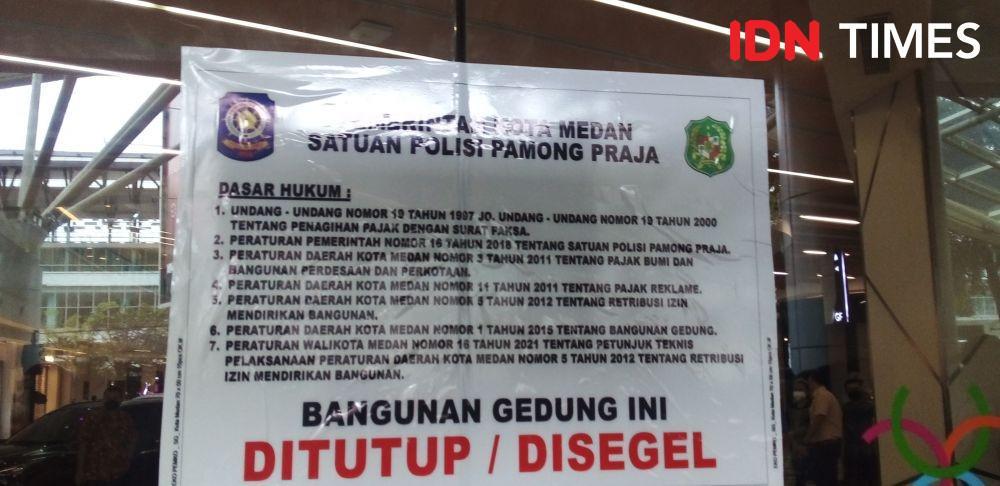 IDN TIMES
PEMERINTAH KOTA MEDAN
SATUAN POLISI PAMONG PRAJA
DASAR HUKUM :
1. UNDANG - UNDANG NOMOR 19 TAHUN 1997 JO. UNDANG - UNDANG NOMOR 19 TAHUN 2000
TENTANG PENAGIHAN PAJAK DENGAN SURAT PAKSA.
2. PERATURAN PEMERINTAH NOMOR 16 TAHUN 2018 TENTANG SATUAN POLISI PAMONG PRAJA.
3. PERATURAN DAERAH KOTA MEDAN NOMOR 3 TAHUN 2011 TENTANG PAJAK BUMI DAN
BANGUNAN PERDESAAN DAN PERKOTAAN.
4. PERATURAN DAERAH KOTA MEDAN NOMOR 11 TAHUN 2011 TENTANG PAJAK REKLAME.
5. PERATURAN DAERAH KOTA MEDAN NOMOR 5 TAHUN 2012 TENTANG RETRIBUSI IZIN
MENDIRIKAN BANGUNAN.
6. PERATURAN DAERAH KOTA MEDAN NOMOR 1 TAHUN 2015 TENTANG BANGUNAN GEDUNG.
7. PERATURAN WALIKOTA MEDAN NOMOR 16 TAHUN 2021 TENTANG PETUNJUK TEKNIS
PELAKSANAAN PERATURAN DAERAH KOTA MEDAN NOMOR 5 TAHUN 2012 TENTANG RETRIBUSI
IZIN MENDIRIKAN BANGUNAN.
BANGUNAN GEDUNG INI
DITUTUP / DISEGEL